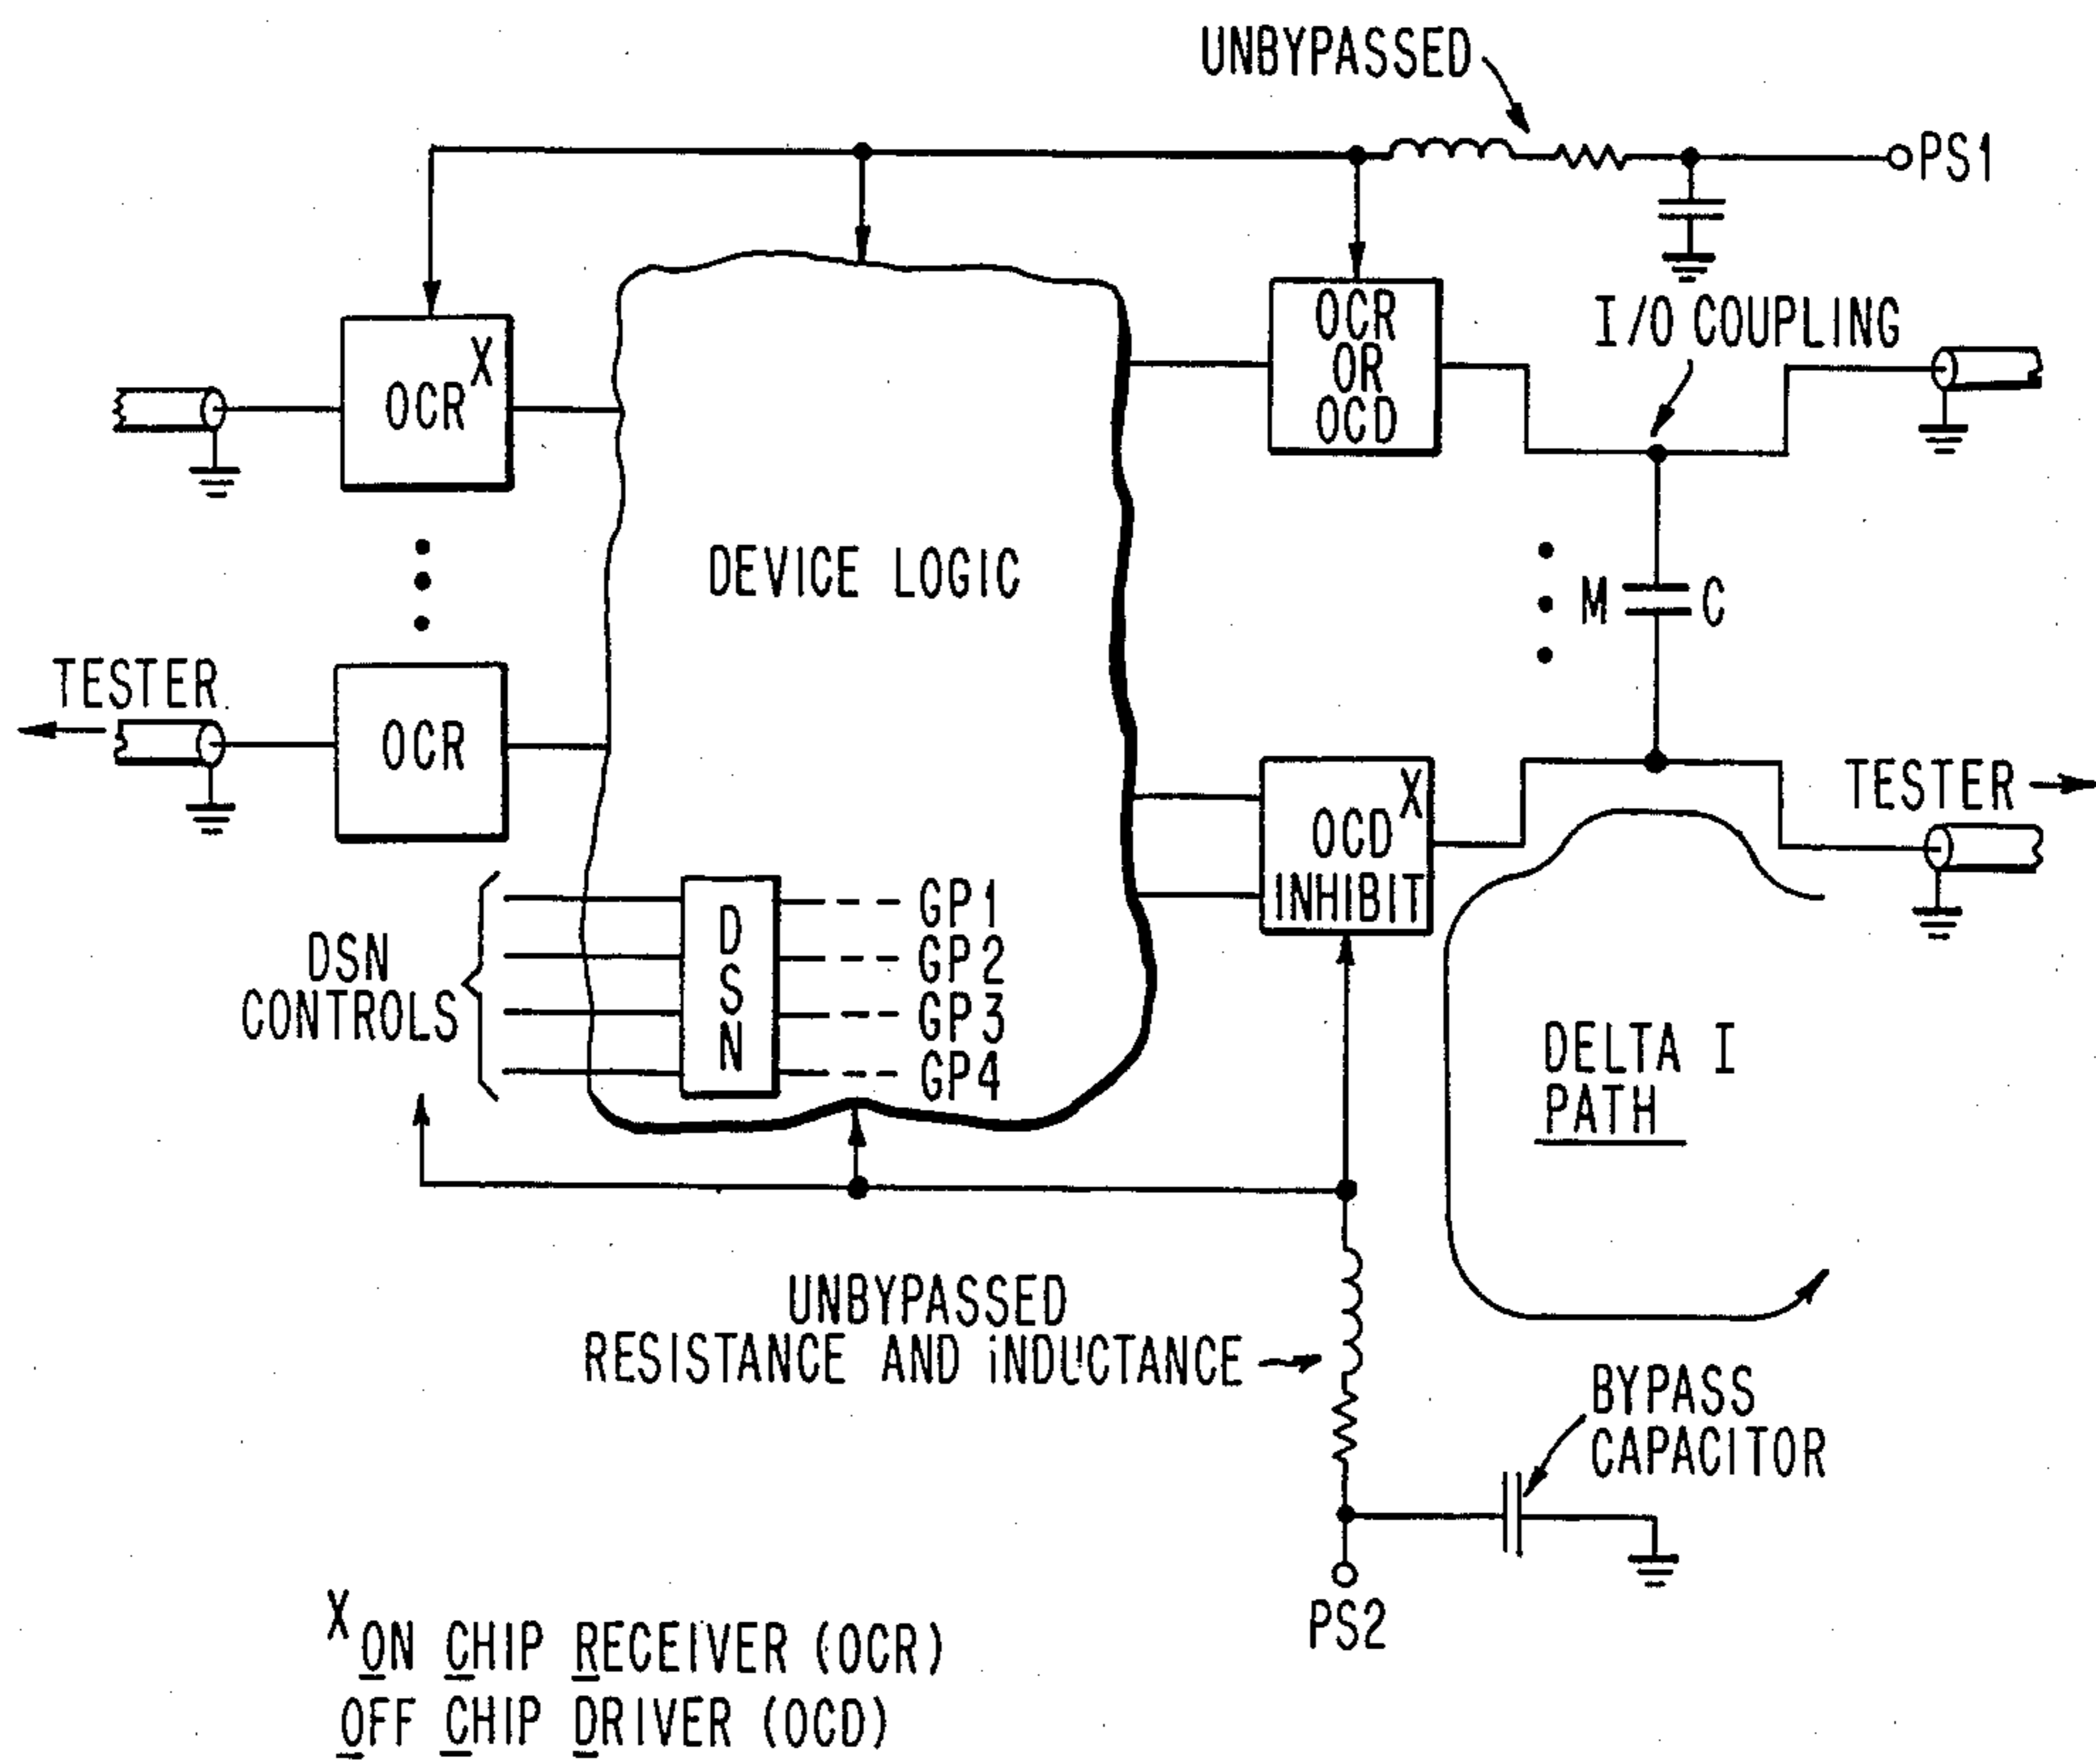 UNBYPASSED
PS1
I/O COUPLING
OCR X
OCR
OR
OCD
DEVICE LOGIC
M C
TESTER
OCR
OCD X
INHIBIT
TESTER
DSN
CONTROLS
D
S
N
GP1
GP2
GP3
GP4
DELTA I
PATH
UNBYPASSED
RESISTANCE AND iNDUCTANCE
BYPASS
CAPACITOR
PS2
X ON CHIP RECEIVER (OCR)
OFF CHIP DRIVER (OCD)